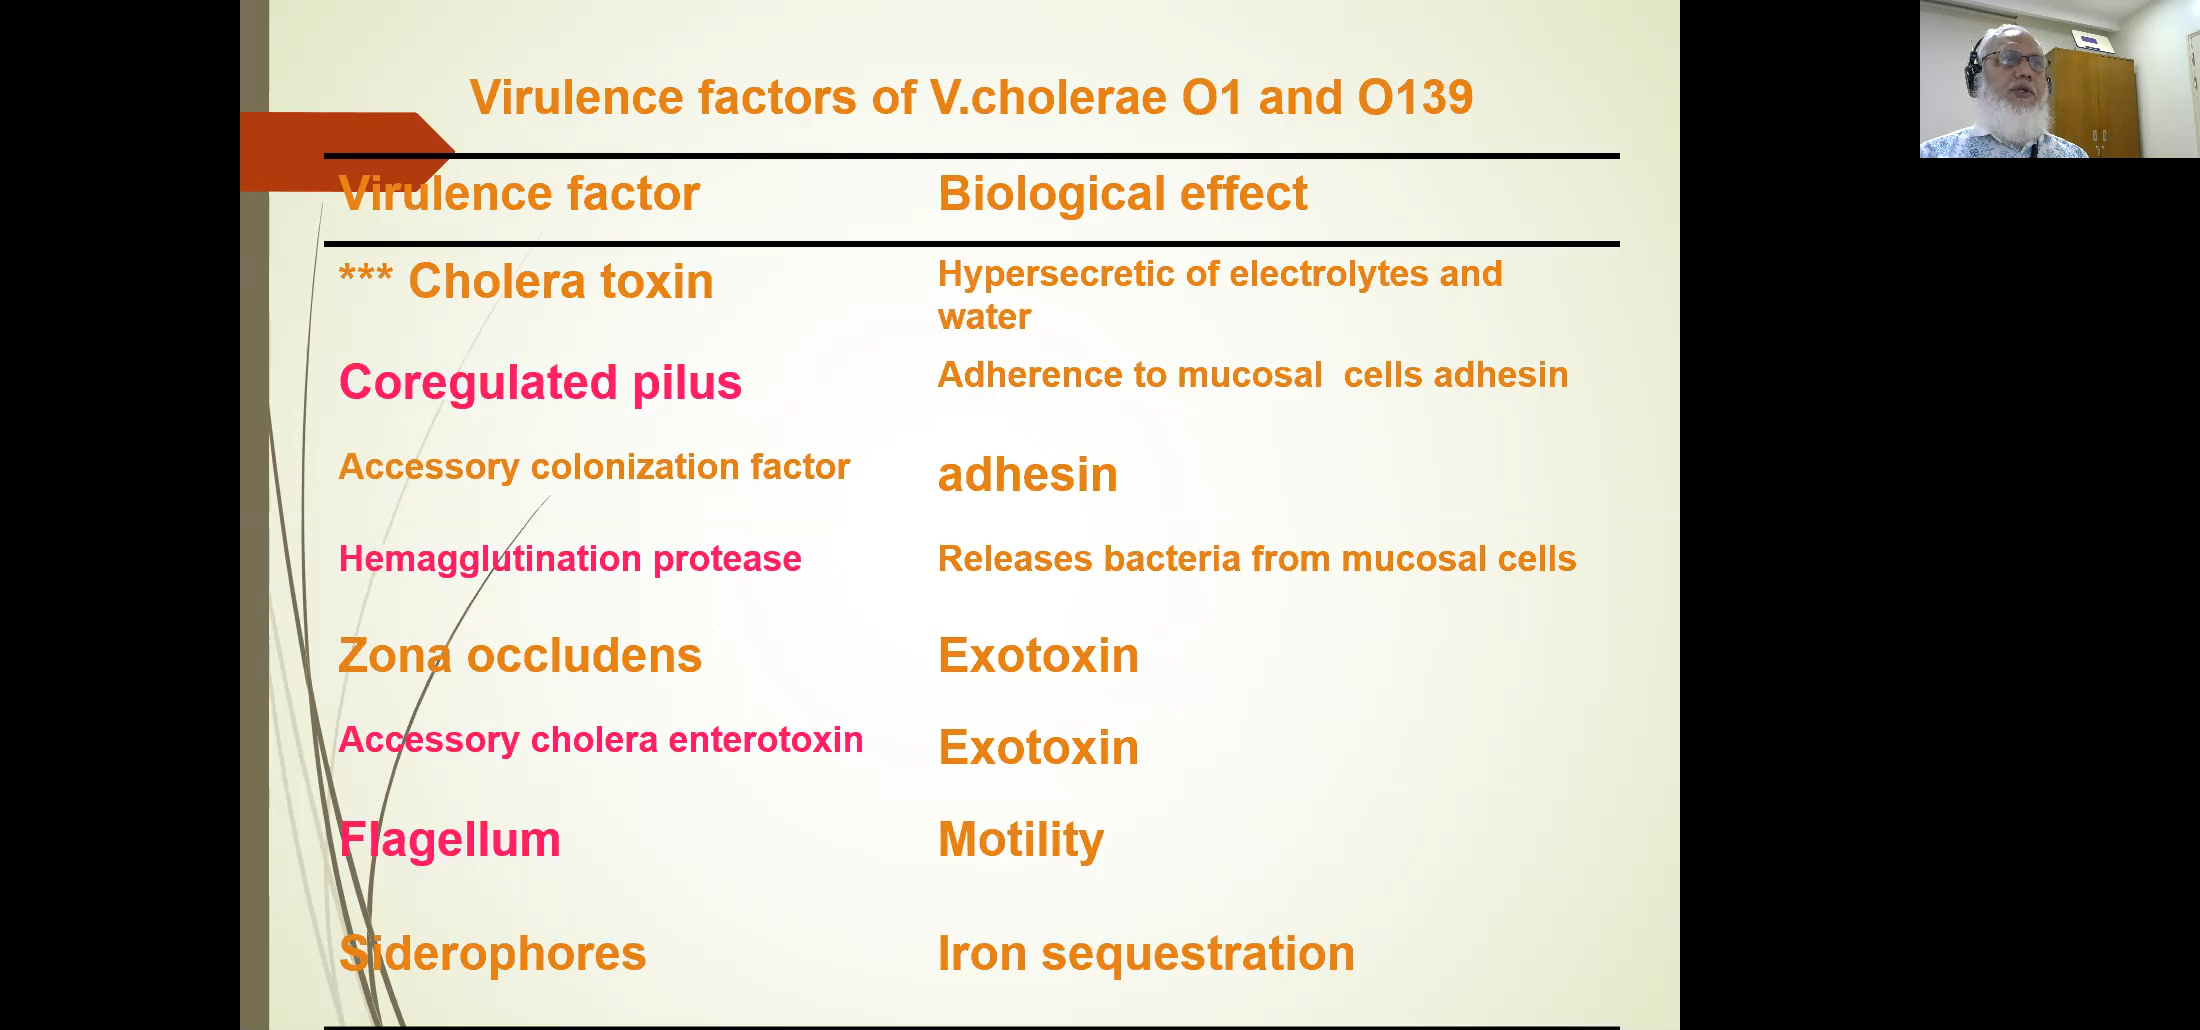 Virulence factors of V.cholerae O1 and O139
Virulence factor Biological effect
*** Cholera toxin Hypersecretic of electrolytes and
water
Coregulated pilus Adherence to mucosal cells adhesin
Accessory colonization factor adhesin
Hemagglutination protease Releases bacteria from mucosal cells
Zona occludens Exotoxin
Accessory cholera enterotoxin Exotoxin
Flagellum Motility
Siderophores Iron sequestration